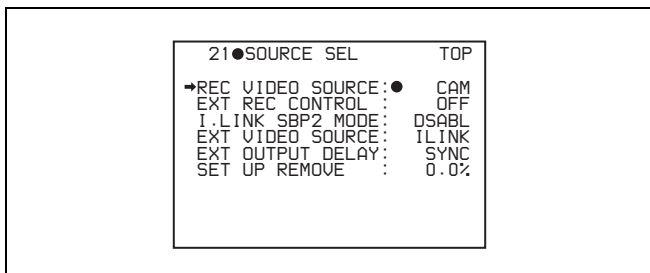 21●SOURCE SEL TOP
➡REC VIDEO SOURCE:● CAM
EXT REC CONTROL : OFF
I.LINK SBP2 MODE: DSABL
EXT VIDEO SOURCE: ILINK
EXT OUTPUT DELAY: SYNC
SET UP REMOVE : 0.0%